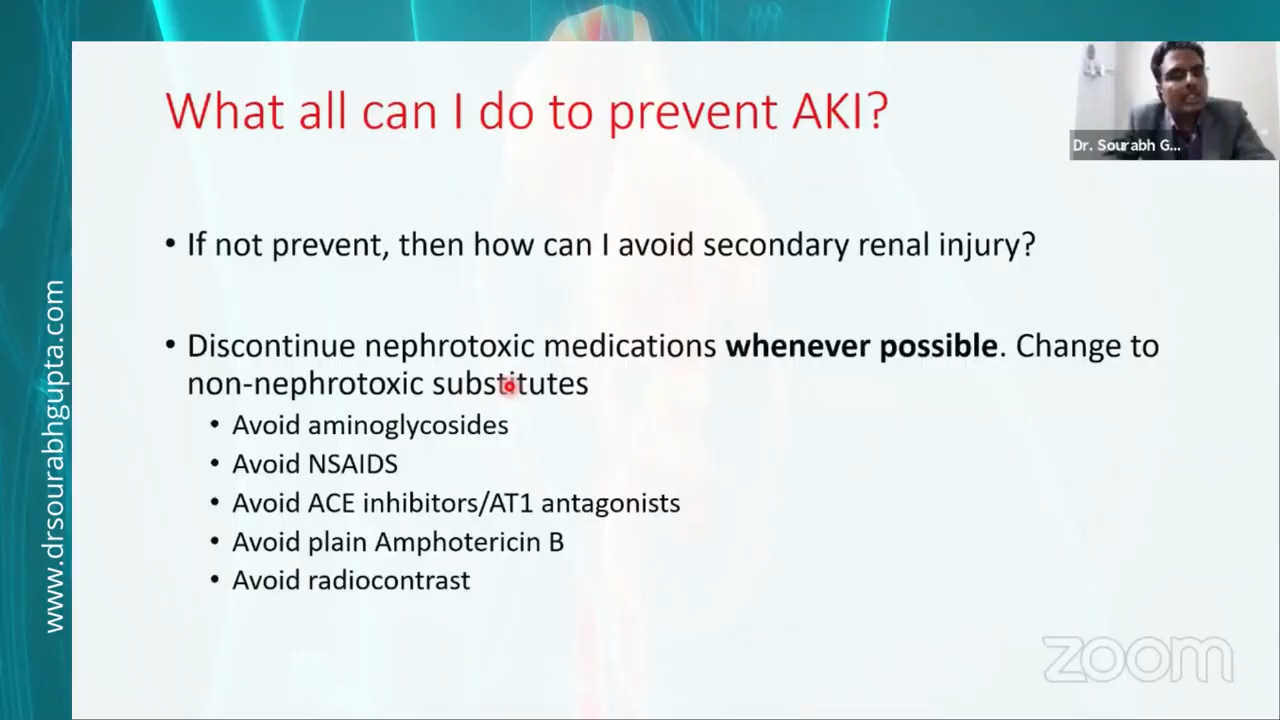 What all can I do to prevent AKI?
Dr. Sourabh G...
• If not prevent, then how can I avoid secondary renal injury?
• Discontinue nephrotoxic medications whenever possible. Change to
non-nephrotoxic substitutes
• Avoid aminoglycosides
• Avoid NSAIDS
• Avoid ACE inhibitors/AT1 antagonists
• Avoid plain Amphotericin B
• Avoid radiocontrast
www.drsourabhgupta.com
zoom